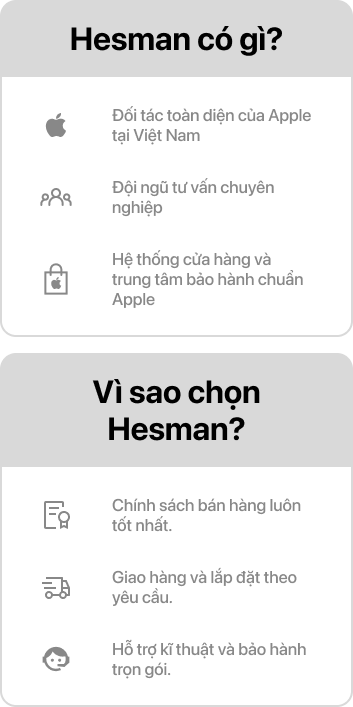 Hesman có gì?
Đối tác toàn diện của Apple
tại Việt Nam
Đội ngũ tư vấn chuyên
nghiệp
Hệ thống cửa hàng và
trung tâm bảo hành chuẩn
Apple
Vì sao chọn
Hesman?
Chính sách bán hàng luôn
tốt nhất.
Giao hàng và lắp đặt theo
yêu cầu.
Hỗ trợ kĩ thuật và bảo hành
trọn gói.